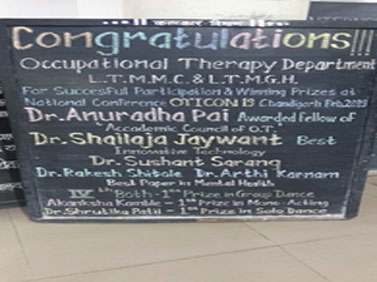 Congratulations!!!
Occupational Therapy Department
L.T.M.M.C. & L.T.M.G.H.
For Successful Participation & Winning Prizes at
National Conference OTICON 19 Chandigarh Feb. 2019
Dr. Anuradha Pai Awarded Fellow of
"Accademic Council of O.T."
Dr. Shailaja Jaywant Best
Innovative Technology
Dr. Sushant Sarang
Dr. Rakesh Shitole Dr. Arthi Karnam
Best Paper in Mental Health
IVth Both - 1st Prize in Group Dance
Akanksha Kamble - 1st Prize in Mono-Acting
Dr. Shrutika Patil - 1st Prize in Solo Dance